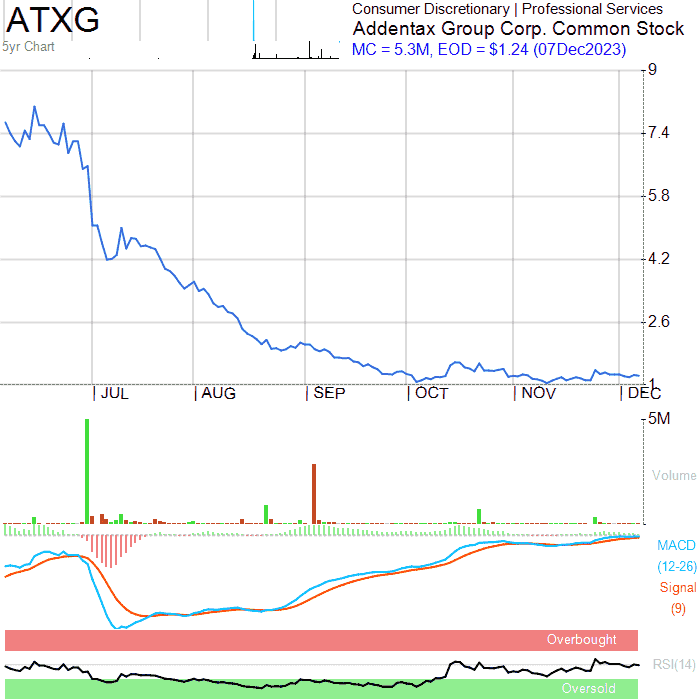 ATXG
Consumer Discretionary | Professional Services
Addentax Group Corp. Common Stock
5yr Chart
MC = 5.3M, EOD = $1.24 (07Dec2023)
9
7.4
5.8
4.2
2.6
1
JUL AUG SEP OCT NOV DEC
5M
Volume
MACD
(12-26)
Signal
(9)
Overbought
RSI(14)
Oversold